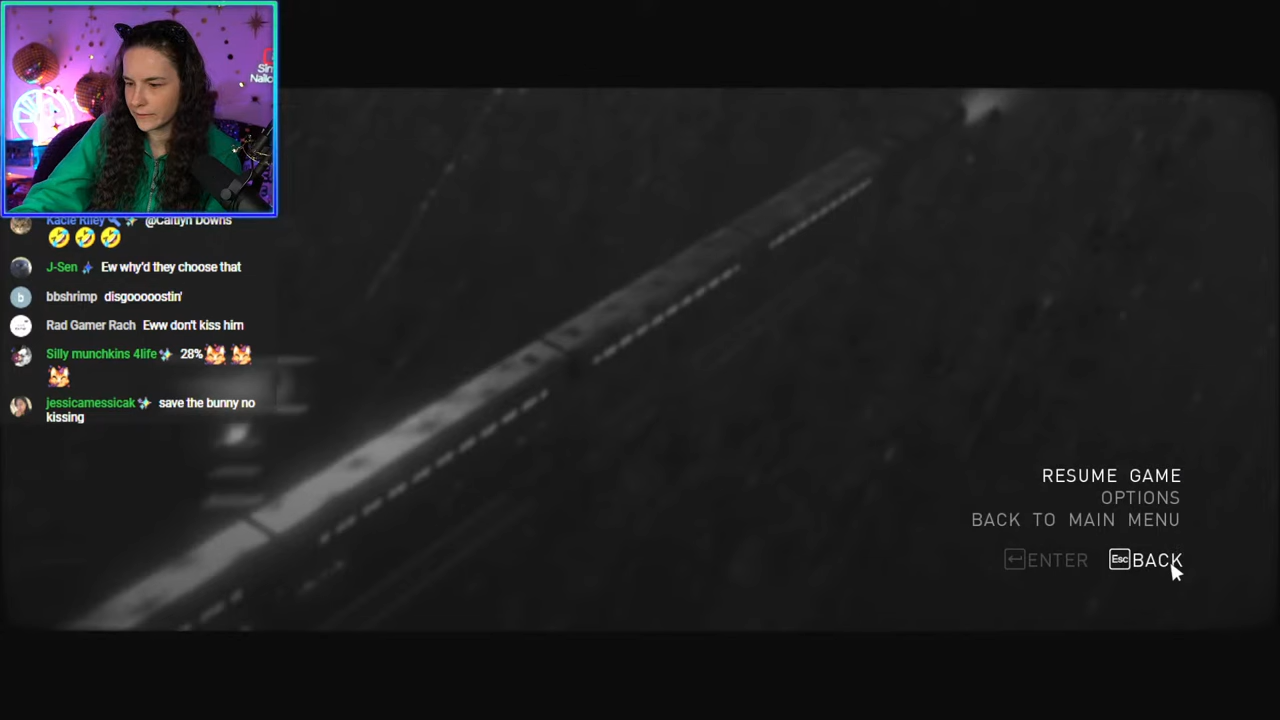 Kacie Riley @Caitlyn Downs
J-Sen Ew why'd they choose that
bbshrimp disgooooostin'
Rad Gamer Rach Eww don't kiss him
Silly munchkins 4life 28%
jessicamessicak save the bunny no
kissing
RESUME GAME
OPTIONS
BACK TO MAIN MENU
ENTER Esc BACK